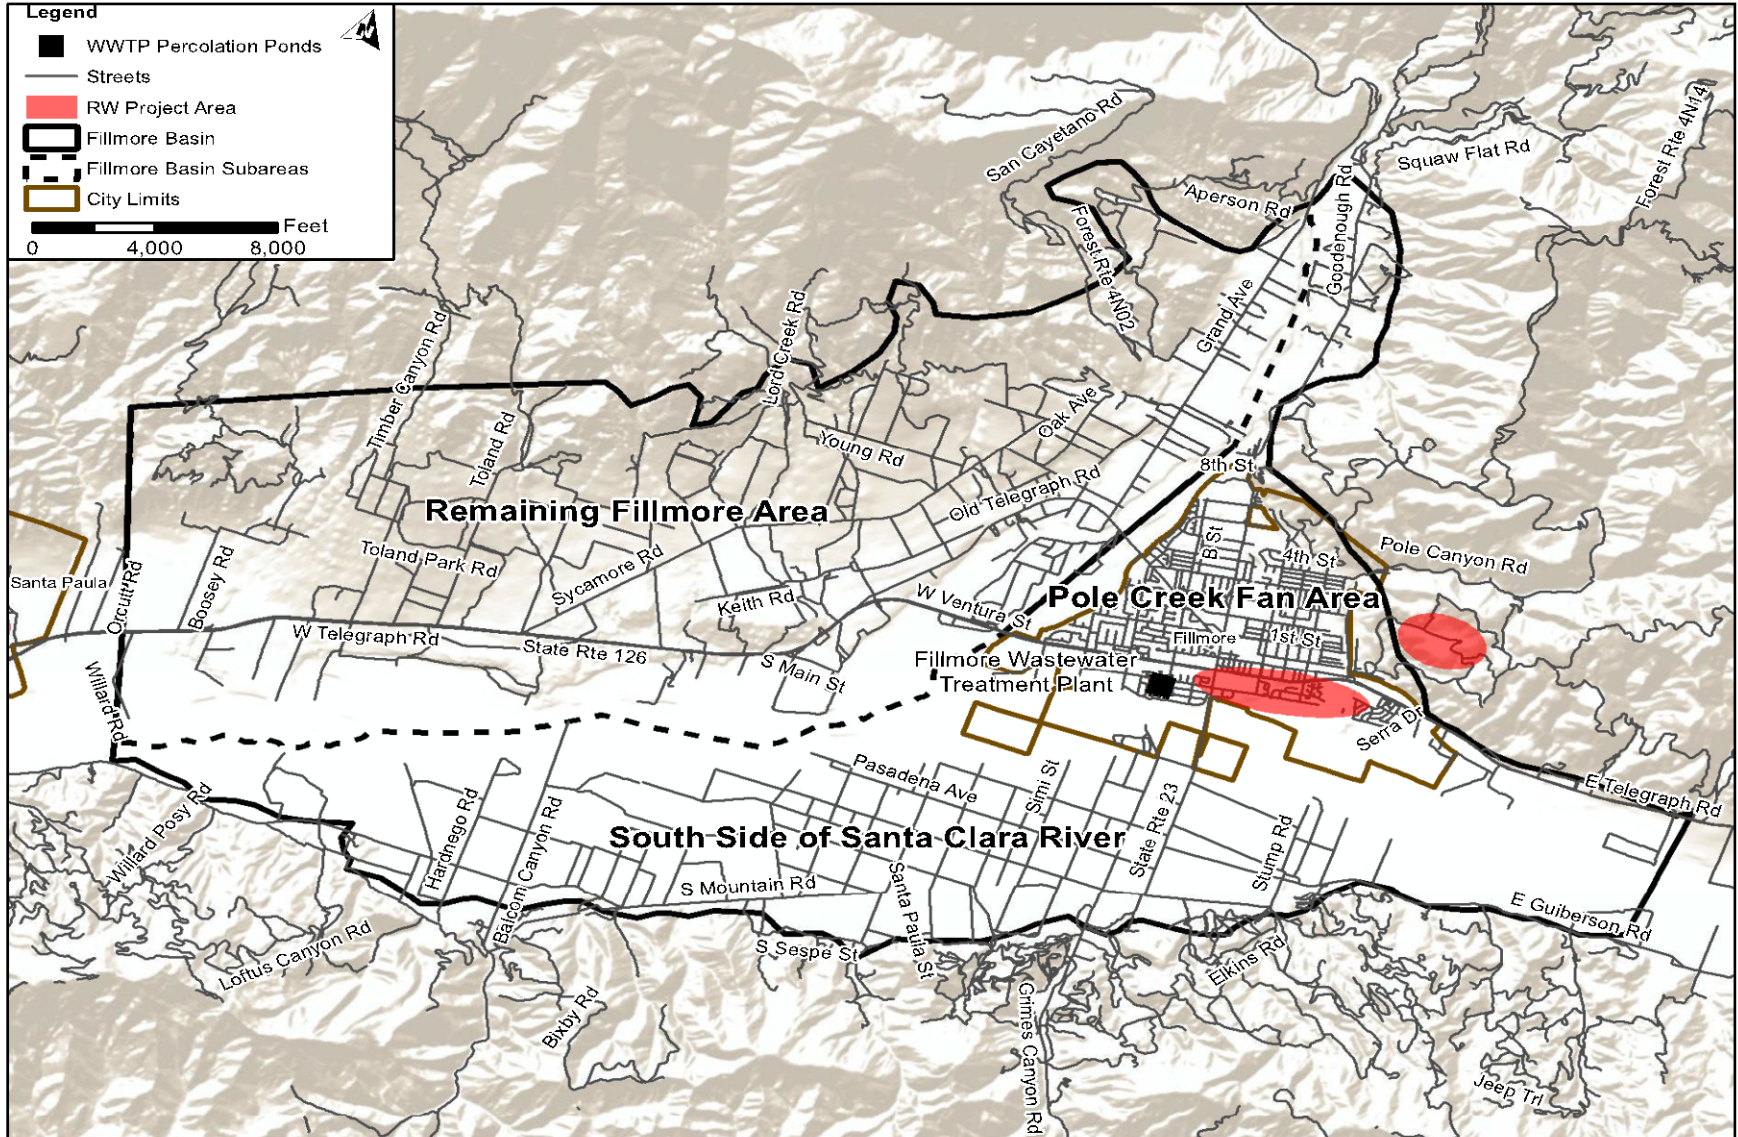 Legend
N
WWTP Percolation Ponds
Streets
RW Project Area
Fillmore Basin
Fillmore Basin Subareas
City Limits
Feet
0 4,000 8,000
San Cayetano Rd
Squaw Flat Rd
Forest Rte 4N14
Aperson Rd
Goodenough Rd
Forest Rte 4N02
Grand Ave
Timber Canyon Rd
Lord Creek Rd
Toland Rd
Young Rd
Oak Ave
8th St
Old Telegraph Rd
Remaining Fillmore Area
B St
4th St
Pole Canyon Rd
Santa Paula
Orcutt Rd
Boosey Rd
Toland Park Rd
Sycamore Rd
Keith Rd
W Ventura St
Pole Creek Fan Area
Fillmore
1st St
W Telegraph Rd
State Rte 126
S Main St
Fillmore Wastewater
Treatment Plant
Willard Rd
Serra Dr
Willard Posy Rd
Pasadena Ave
Simi St
E Telegraph Rd
Hardnego Rd
Balcom Canyon Rd
South Side of Santa Clara River
State Rte 23
Stump Rd
S Mountain Rd
Santa Paula St
E Guiberson Rd
Loftus Canyon Rd
S Sespe St
Elkins Rd
Bixby Rd
Grimes Canyon Rd
Jeep Trl